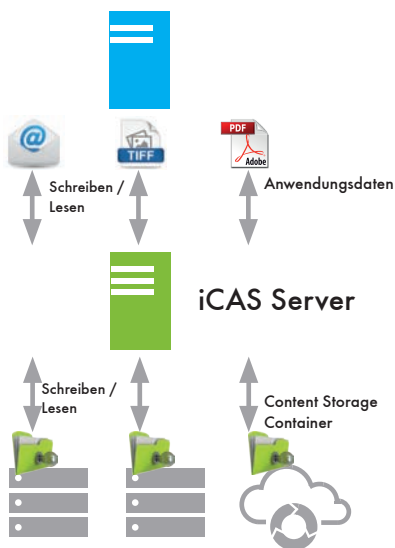 @
TIFF
PDF
Adobe
Schreiben /
Lesen
Anwendungsdaten
iCAS Server
Schreiben /
Lesen
Content Storage
Container